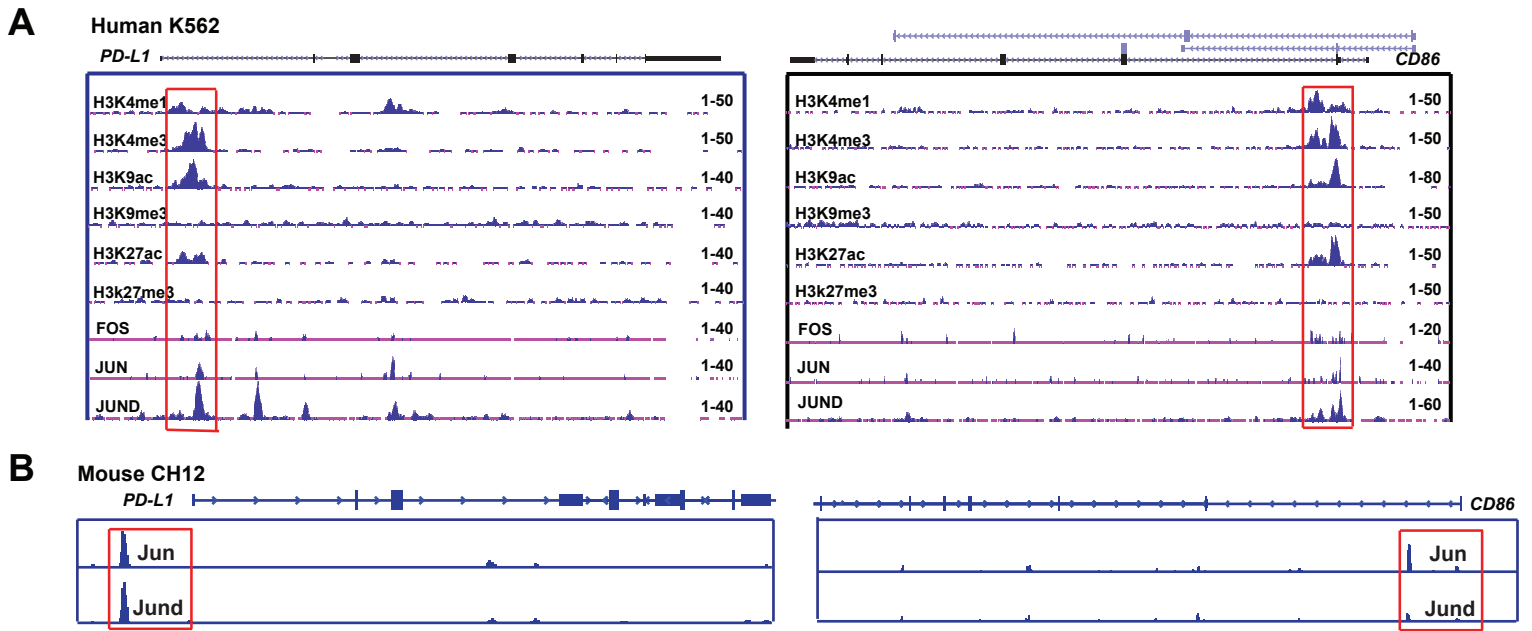 A
Human K562
PD-L1
CD86
H3K4me1 1-50
H3K4me3 1-50
H3K9ac 1-40
H3K9me3 1-40
H3K27ac 1-40
H3k27me3 1-40
FOS 1-40
JUN 1-40
JUND 1-40
H3K4me1 1-50
H3K4me3 1-50
H3K9ac 1-80
H3K9me3 1-50
H3K27ac 1-50
H3k27me3 1-50
FOS 1-20
JUN 1-40
JUND 1-60
B
Mouse CH12
PD-L1
CD86
Jun
Jund
Jun
Jund